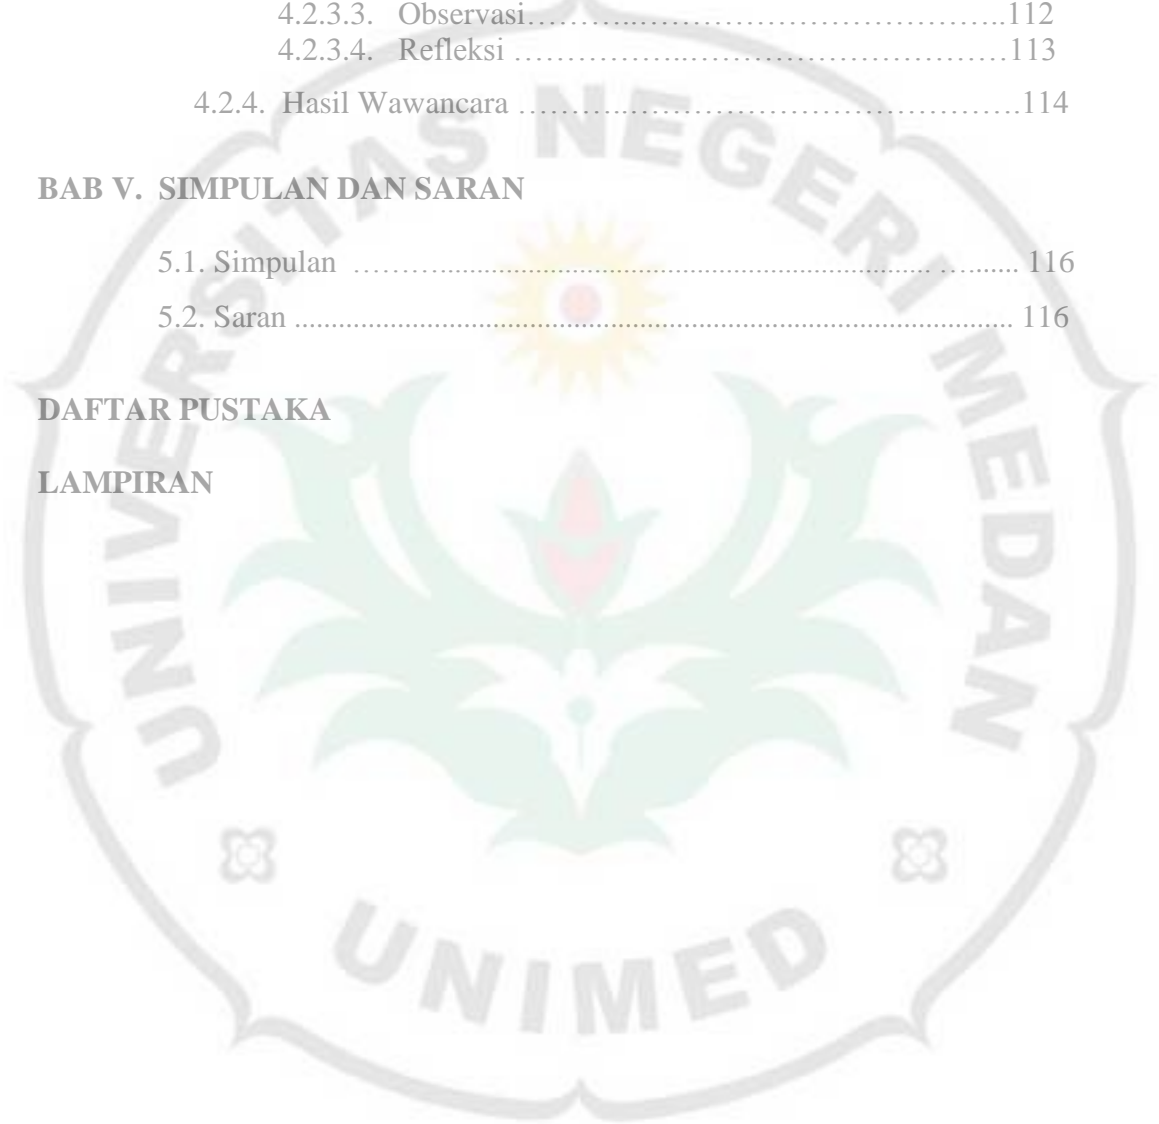 4.2.3.3. Observasi…………...……………………………………..112
4.2.3.4. Refleksi ……………..………………………………113
4.2.4. Hasil Wawancara ………...…………………………………….114
BAB V. SIMPULAN DAN SARAN
5.1. Simpulan ………...................................................................... …...... 116
5.2. Saran ................................................................................................. 116
DAFTAR PUSTAKA
LAMPIRAN
UNIVERSITAS NEGERI MEDAN
UNIMED